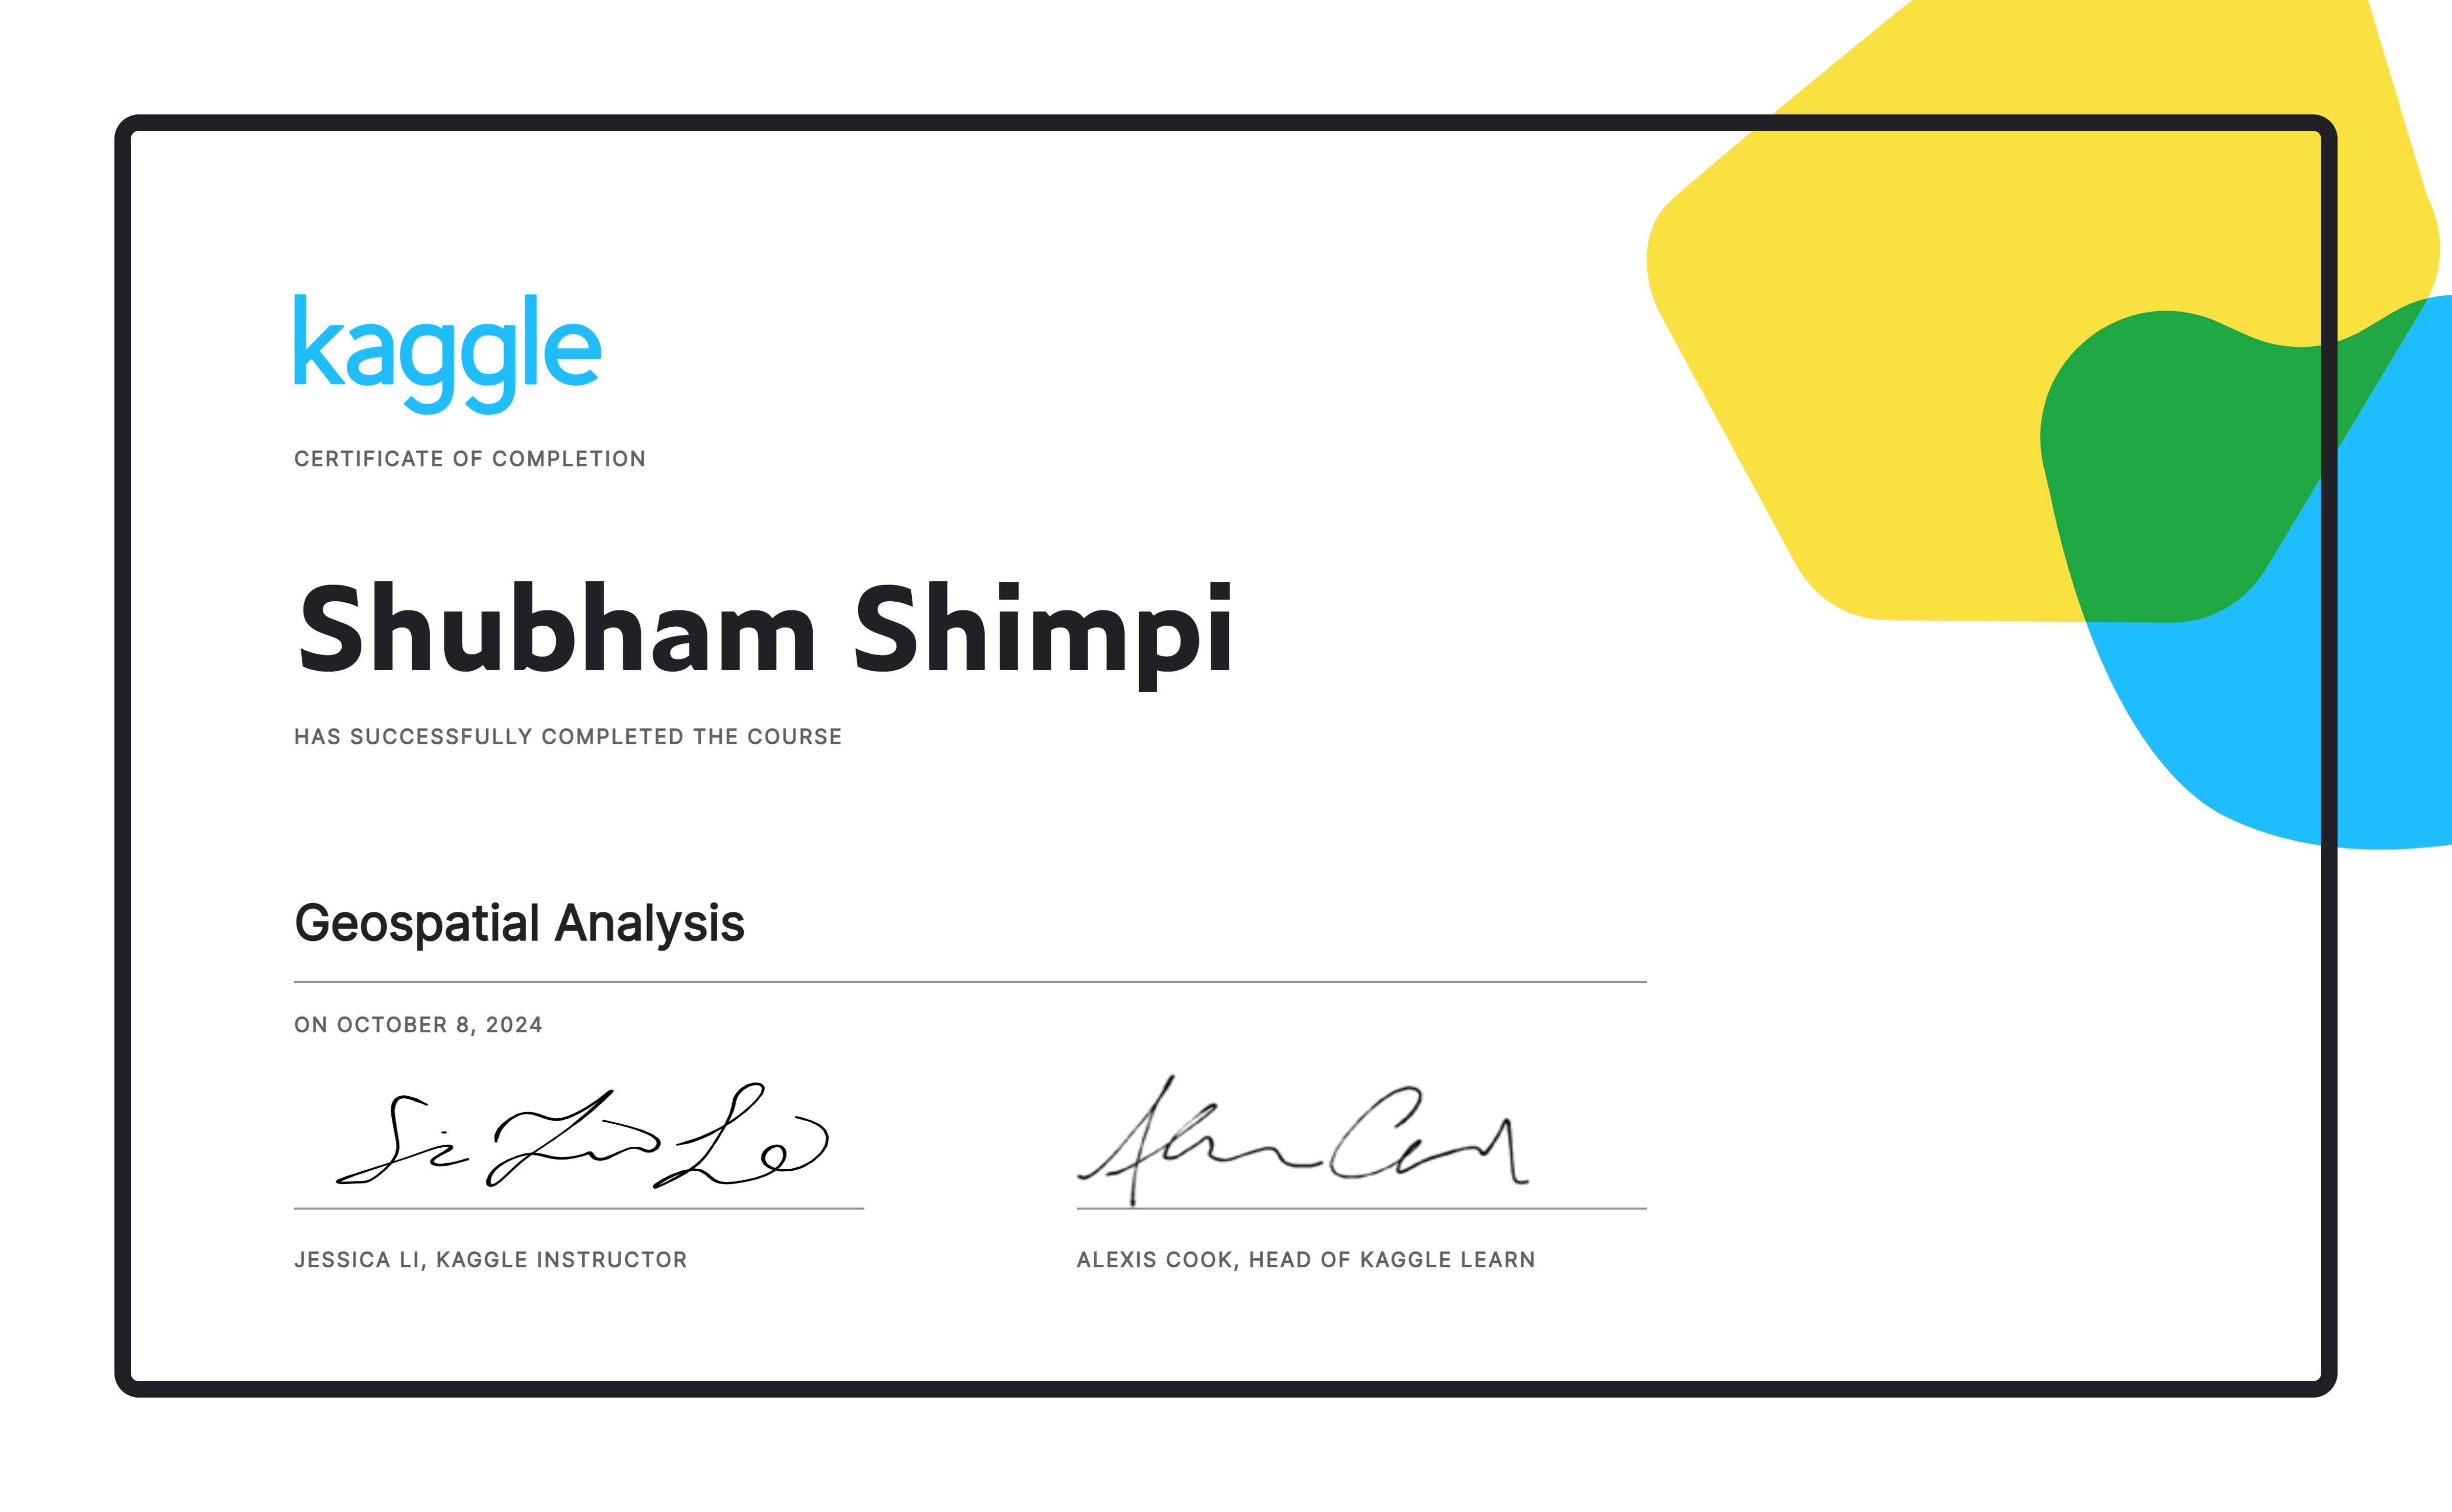 kaggle
CERTIFICATE OF COMPLETION
Shubham Shimpi
HAS SUCCESSFULLY COMPLETED THE COURSE
Geospatial Analysis
ON OCTOBER 8, 2024
JESSICA LI, KAGGLE INSTRUCTOR
ALEXIS COOK, HEAD OF KAGGLE LEARN